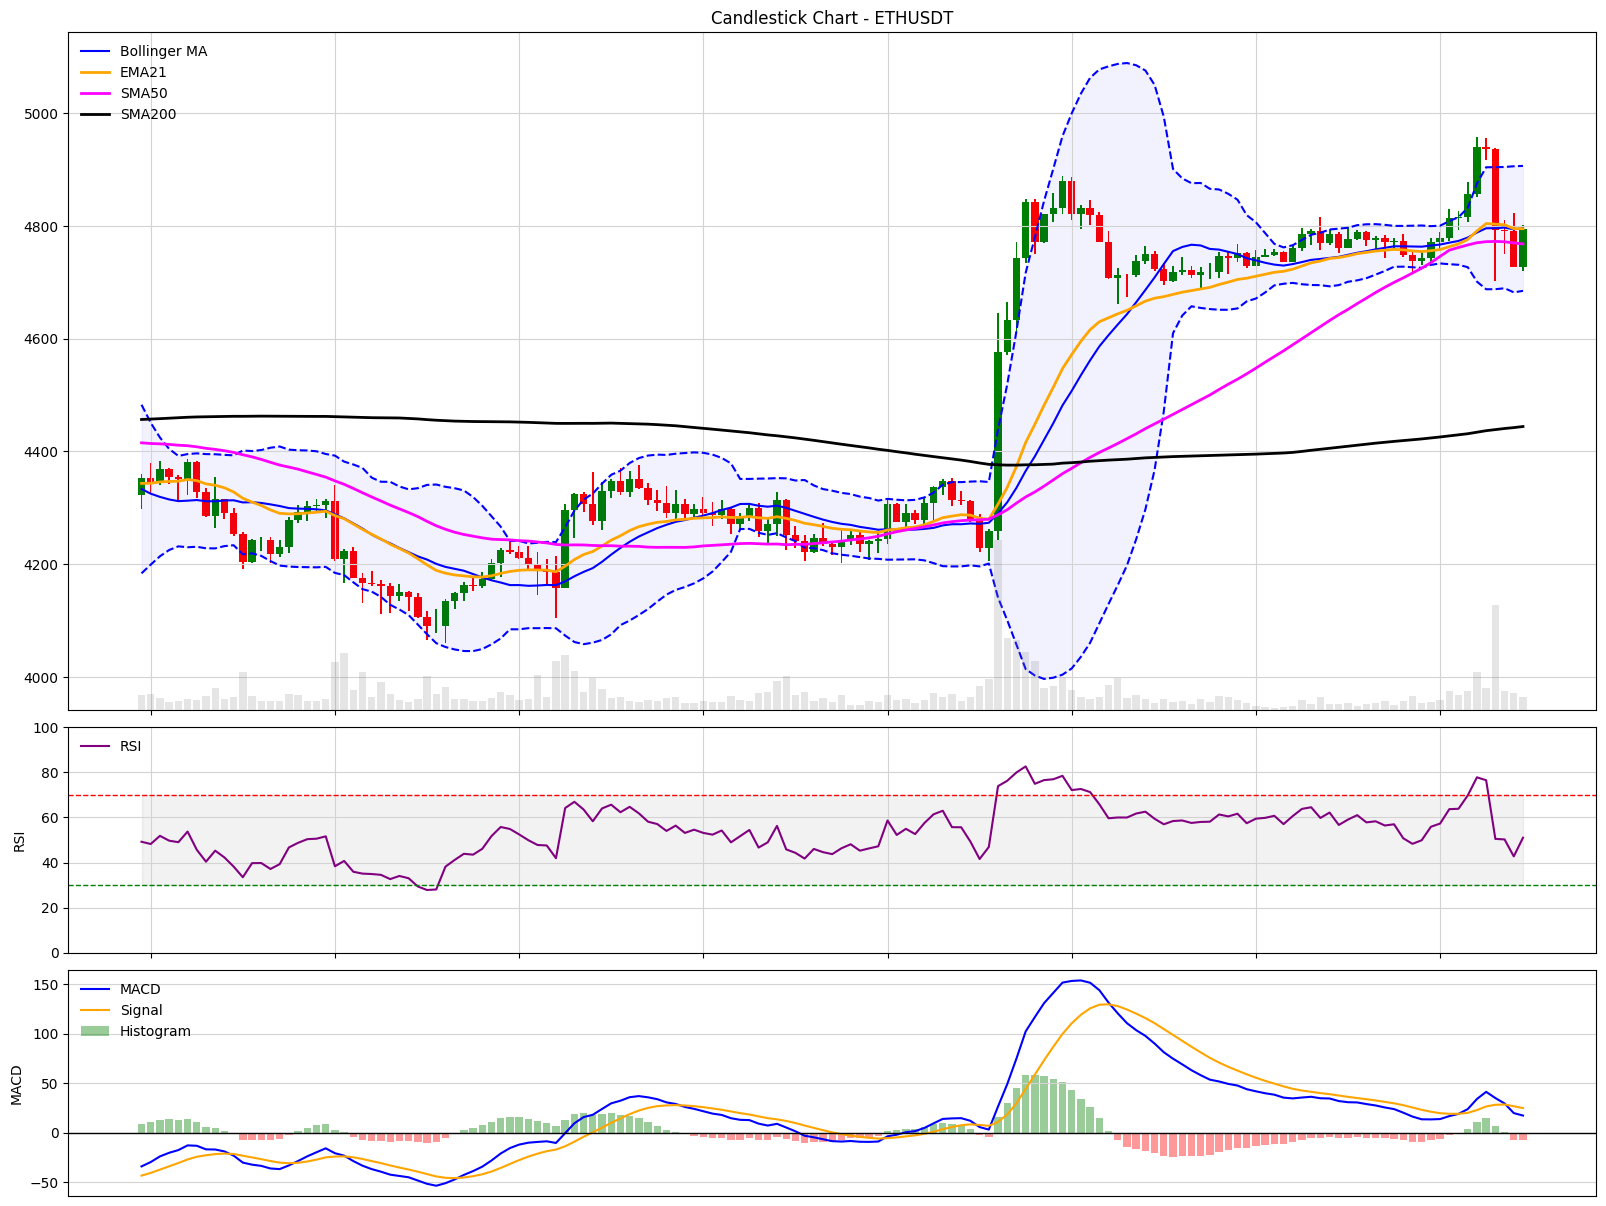 Candlestick Chart - ETHUSDT
Bollinger MA
EMA21
SMA50
SMA200
5000
4800
4600
4400
4200
4000
RSI
100
80
60
40
20
0
RSI
MACD
Signal
Histogram
150
100
50
0
−50
MACD